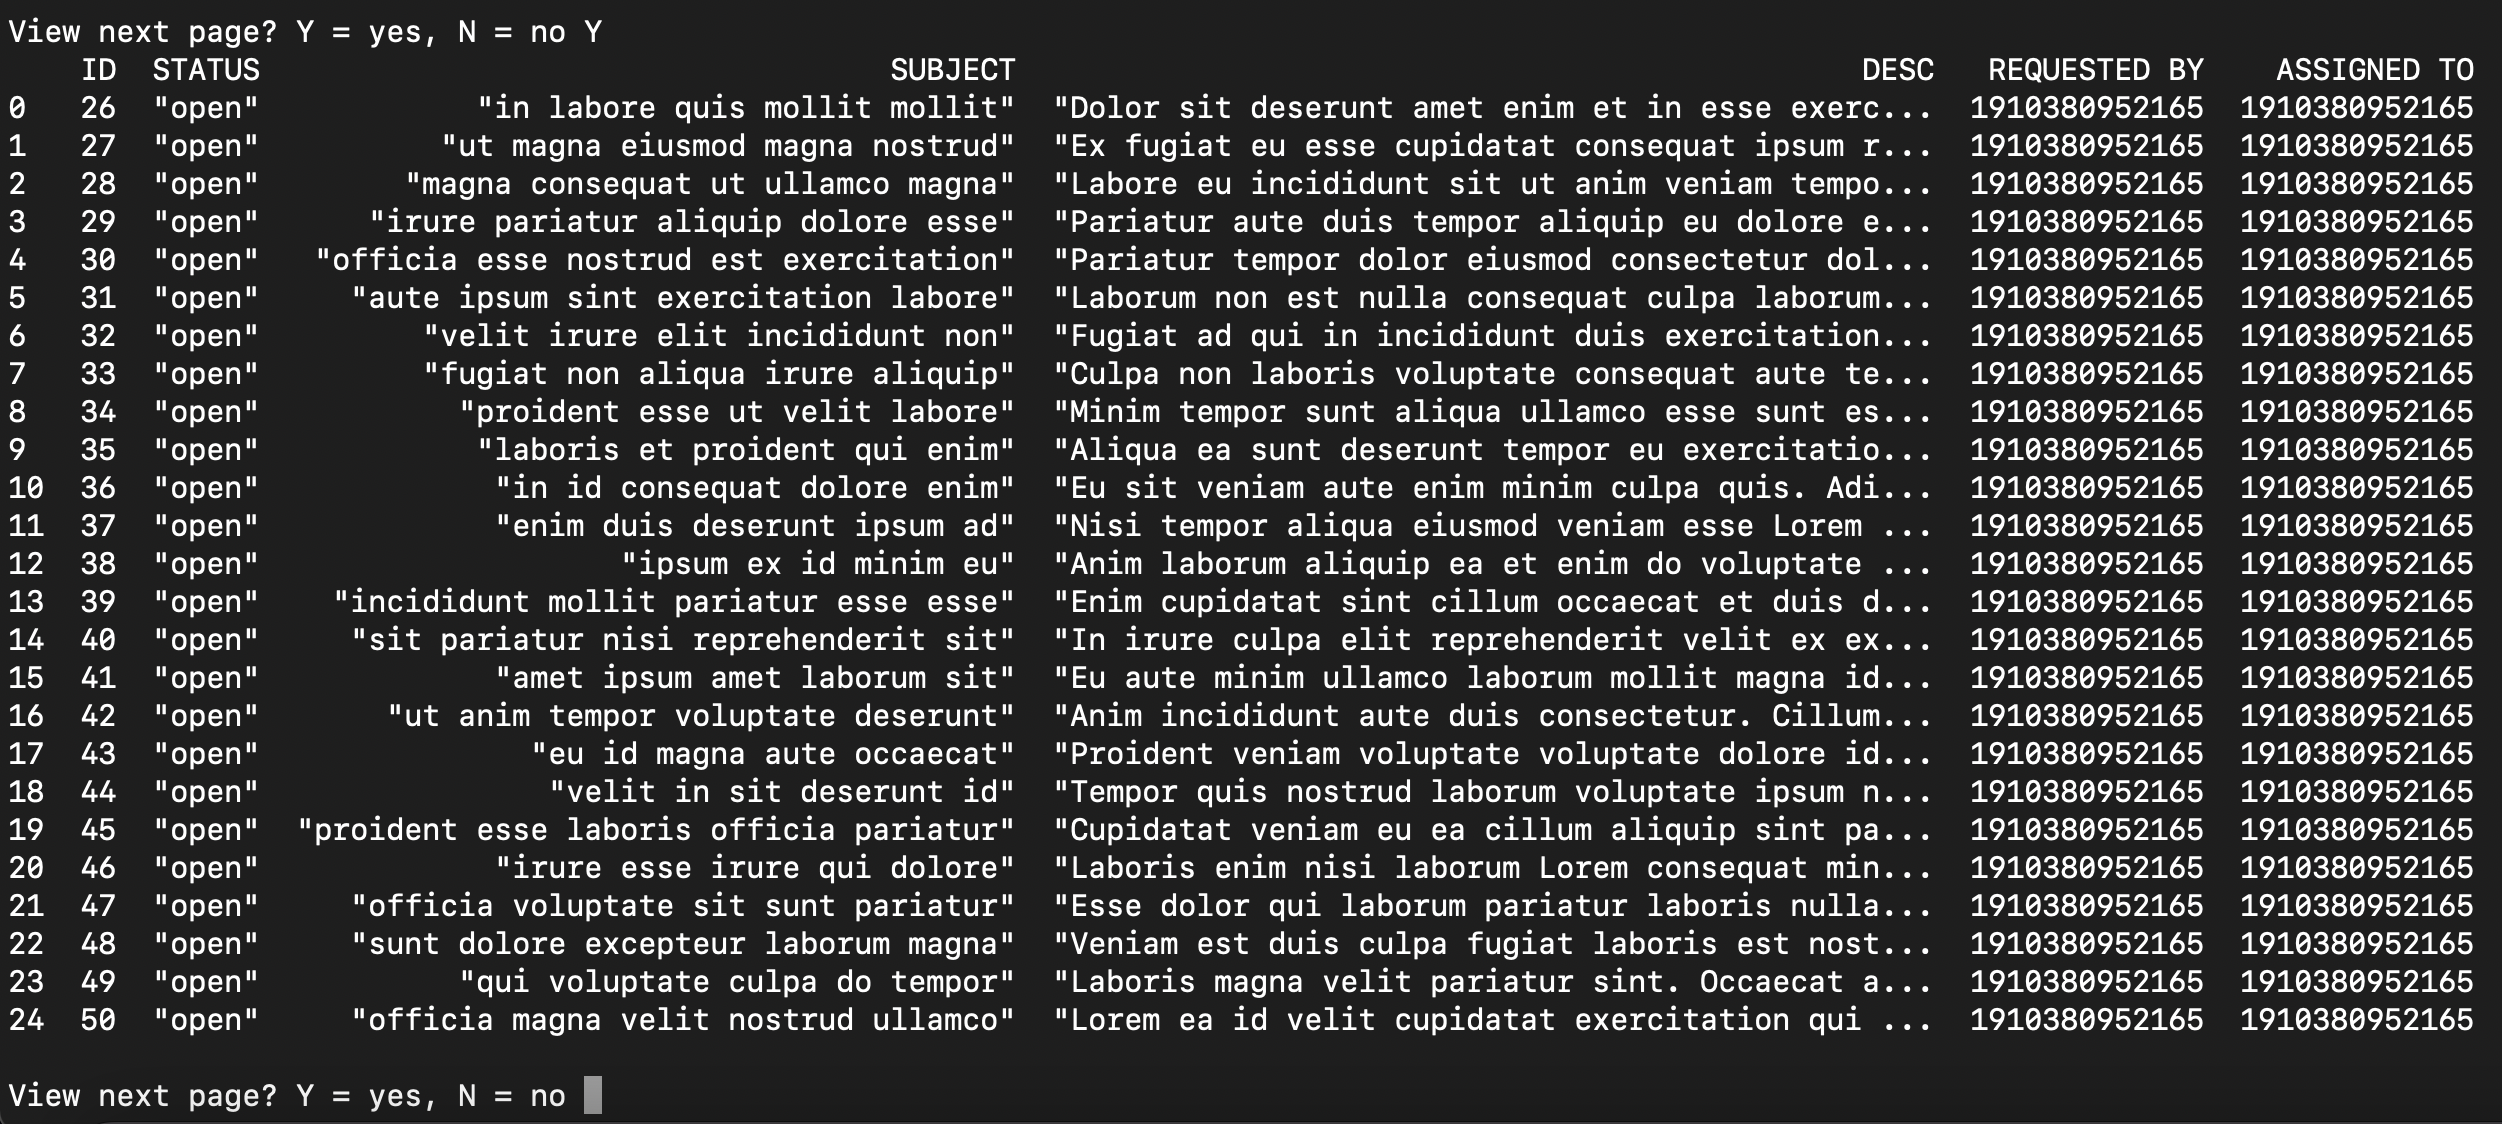 View next page? Y = yes, N = no Y
ID STATUS SUBJECT DESC REQUESTED BY ASSIGNED TO
0 26 "open" "in labore quis mollit mollit" "Dolor sit deserunt amet enim et in esse exerc... 1910380952165 1910380952165
1 27 "open" "ut magna eiusmod magna nostrud" "Ex fugiat eu esse cupidatat consequat ipsum r... 1910380952165 1910380952165
2 28 "open" "magna consequat ut ullamco magna" "Labore eu incididunt sit ut anim veniam tempo... 1910380952165 1910380952165
3 29 "open" "irure pariatur aliquip dolore esse" "Pariatur aute duis tempor aliquip eu dolore e... 1910380952165 1910380952165
4 30 "open" "officia esse nostrud est exercitation" "Pariatur tempor dolor eiusmod consectetur dol... 1910380952165 1910380952165
5 31 "open" "aute ipsum sint exercitation labore" "Laborum non est nulla consequat culpa laborum... 1910380952165 1910380952165
6 32 "open" "velit irure elit incididunt non" "Fugiat ad qui in incididunt duis exercitation... 1910380952165 1910380952165
7 33 "open" "fugiat non aliqua irure aliquip" "Culpa non laboris voluptate consequat aute te... 1910380952165 1910380952165
8 34 "open" "proident esse ut velit labore" "Minim tempor sunt aliqua ullamco esse sunt es... 1910380952165 1910380952165
9 35 "open" "laboris et proident qui enim" "Aliqua ea sunt deserunt tempor eu exercitatio... 1910380952165 1910380952165
10 36 "open" "in id consequat dolore enim" "Eu sit veniam aute enim minim culpa quis. Adi... 1910380952165 1910380952165
11 37 "open" "enim duis deserunt ipsum ad" "Nisi tempor aliqua eiusmod veniam esse Lorem ... 1910380952165 1910380952165
12 38 "open" "ipsum ex id minim eu" "Anim laborum aliquip ea et enim do voluptate ... 1910380952165 1910380952165
13 39 "open" "incididunt mollit pariatur esse esse" "Enim cupidatat sint cillum occaecat et duis d... 1910380952165 1910380952165
14 40 "open" "sit pariatur nisi reprehenderit sit" "In irure culpa elit reprehenderit velit ex ex... 1910380952165 1910380952165
15 41 "open" "amet ipsum amet laborum sit" "Eu aute minim ullamco laborum mollit magna id... 1910380952165 1910380952165
16 42 "open" "ut anim tempor voluptate deserunt" "Anim incididunt aute duis consectetur. Cillum... 1910380952165 1910380952165
17 43 "open" "eu id magna aute occaecat" "Proident veniam voluptate voluptate dolore id... 1910380952165 1910380952165
18 44 "open" "velit in sit deserunt id" "Tempor quis nostrud laborum voluptate ipsum n... 1910380952165 1910380952165
19 45 "open" "proident esse laboris officia pariatur" "Cupidatat veniam eu ea cillum aliquip sint pa... 1910380952165 1910380952165
20 46 "open" "irure esse irure qui dolore" "Laboris enim nisi laborum Lorem consequat min... 1910380952165 1910380952165
21 47 "open" "officia voluptate sit sunt pariatur" "Esse dolor qui laborum pariatur laboris nulla... 1910380952165 1910380952165
22 48 "open" "sunt dolore excepteur laborum magna" "Veniam est duis culpa fugiat laboris est nost... 1910380952165 1910380952165
23 49 "open" "qui voluptate culpa do tempor" "Laboris magna velit pariatur sint. Occaecat a... 1910380952165 1910380952165
24 50 "open" "officia magna velit nostrud ullamco" "Lorem ea id velit cupidatat exercitation qui ... 1910380952165 1910380952165
View next page? Y = yes, N = no